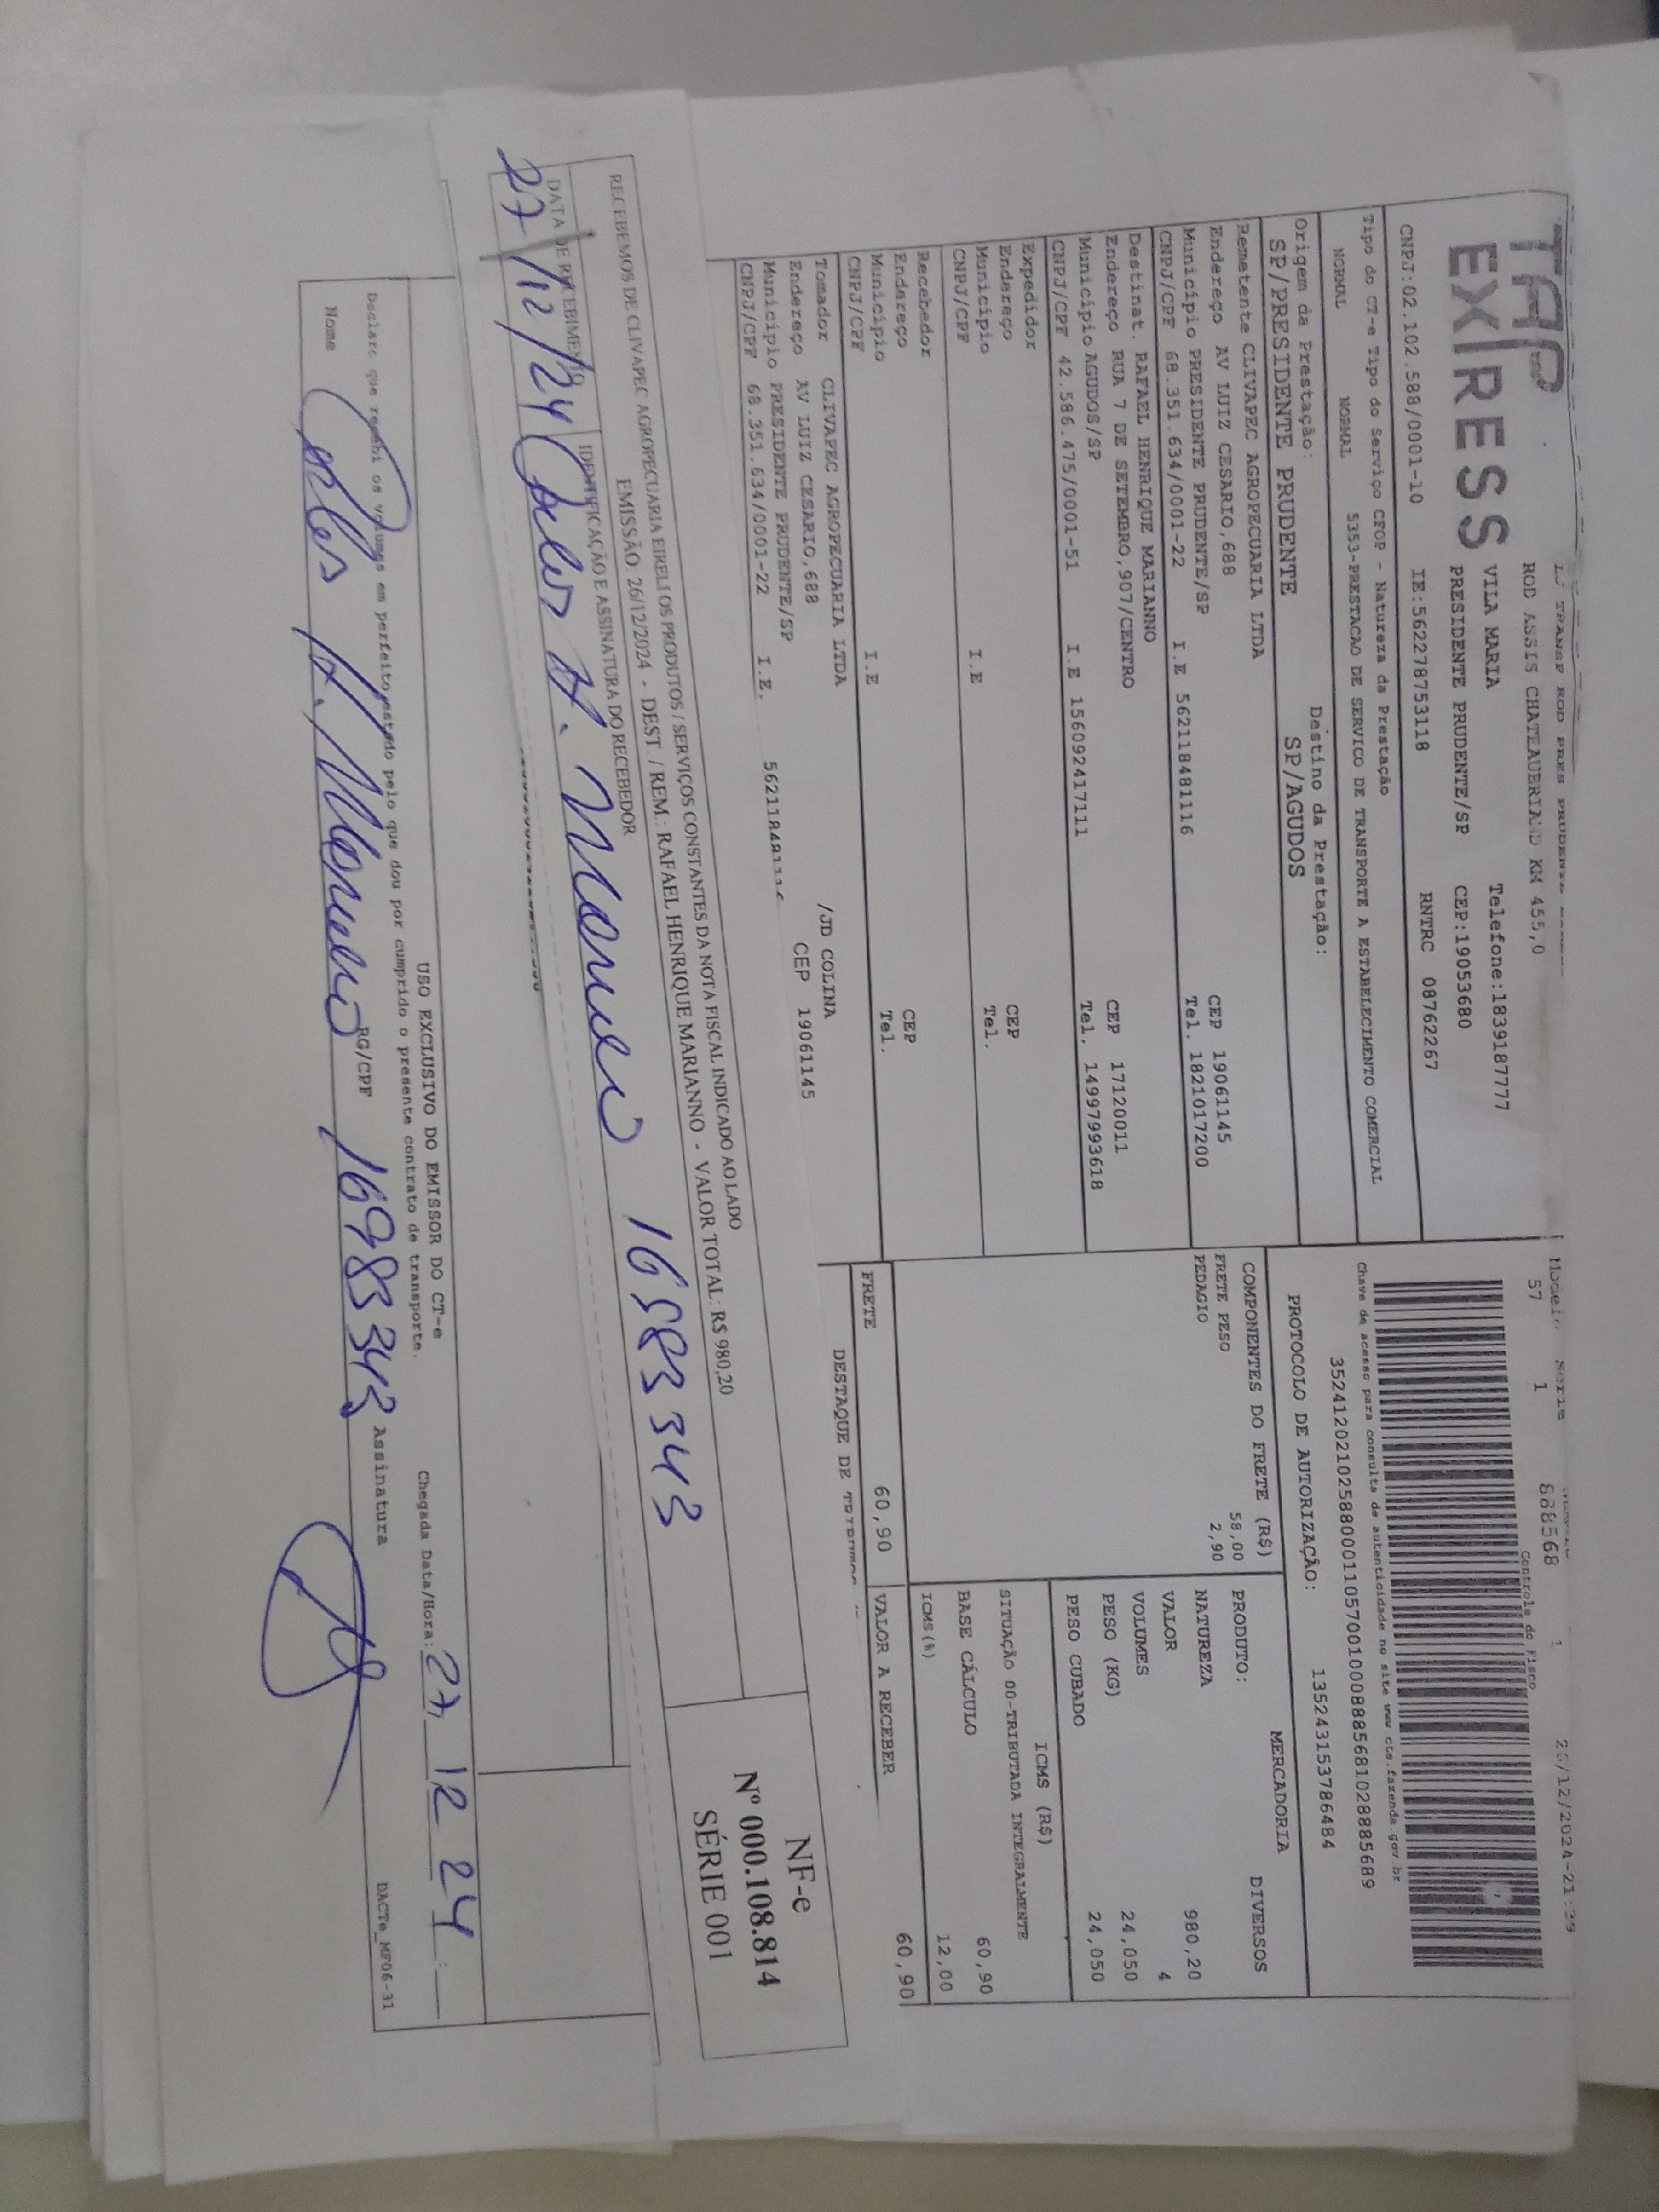 TAP
EXPRESS
ROD ASSIS CHATEAUBRIAND KM 455,0
VILA MARIA Telefone:1839187777
PRESIDENTE PRUDENTE/SP CEP:19053680
CNPJ:02.102.588/0001-10 IE:562278753118 RNTRC 08762267
Tipo do CT-e Tipo do Serviço CFOP - Natureza da Prestação
NORMAL NORMAL 5353-PRESTACAO DE SERVICO DE TRANSPORTE A ESTABELECIMENTO COMERCIAL
Origem da Prestação: Destino da Prestação:
SP/PRESIDENTE PRUDENTE SP/AGUDOS
Remetente CLIVAPEC AGROPECUARIA LTDA
Endereço AV LUIZ CESARIO,688 CEP 19061145
Município PRESIDENTE PRUDENTE/SP Tel. 1821017200
CNPJ/CPF 68.351.634/0001-22 I.E 562118481116
Destinat. RAFAEL HENRIQUE MARIANNO
Endereço RUA 7 DE SETEMBRO,907/CENTRO CEP 17120011
Município AGUDOS/SP Tel. 14997993618
CNPJ/CPF 42.586.475/0001-51 I.E 156092417111
Expedidor
Endereço CEP
Município Tel.
CNPJ/CPF I.E
Recebedor
Endereço CEP
Município Tel.
CNPJ/CPF I.E
Tomador CLIVAPEC AGROPECUARIA LTDA
Endereço AV LUIZ CESARIO,688 /JD COLINA
Município PRESIDENTE PRUDENTE/SP CEP 19061145
CNPJ/CPF 68.351.634/0001-22 I.E. 562118481116
Modelo Serie
57 1 888568 1 26/12/2024-21:39
Controle do Fisco
Chave de acesso para consulta de autenticidade no site www.cte.fazenda.gov.br
35241202102588000110570010008885681028885689
PROTOCOLO DE AUTORIZAÇÃO: 135243153786484
COMPONENTES DO FRETE (R$)
FRETE PESO 58,00
PEDAGIO 2,90
MERCADORIA
PRODUTO: DIVERSOS
NATUREZA
VALOR 980,20
VOLUMES 4
PESO (KG) 24,050
PESO CUBADO 24,050
ICMS (R$)
SITUAÇÃO 00-TRIBUTADA INTEGRALMENTE
BASE CÁLCULO 60,90
ICMS(%) 12,00
FRETE 60,90 VALOR A RECEBER 60,90
DESTAQUE DE
RECEBEMOS DE CLIVAPEC AGROPECUARIA EIRELI OS PRODUTOS / SERVIÇOS CONSTANTES DA NOTA FISCAL INDICADO AO LADO
EMISSÃO: 26/12/2024 - DEST / REM: RAFAEL HENRIQUE MARIANNO - VALOR TOTAL: R$ 980,20
DATA DE RECEBIMENTO IDENTIFICAÇÃO E ASSINATURA DO RECEBEDOR
27/12/24 16983343
NF-e
Nº 000.108.814
SÉRIE 001
USO EXCLUSIVO DO EMISSOR DO CT-e
Declaro que recebi os volumes em perfeito estado pelo que dou por cumprido o presente contrato de transporte.
Chegada Data/Hora: 27 12 24
Nome RG/CPF 16983343 Assinatura
DACTe_MF06-31